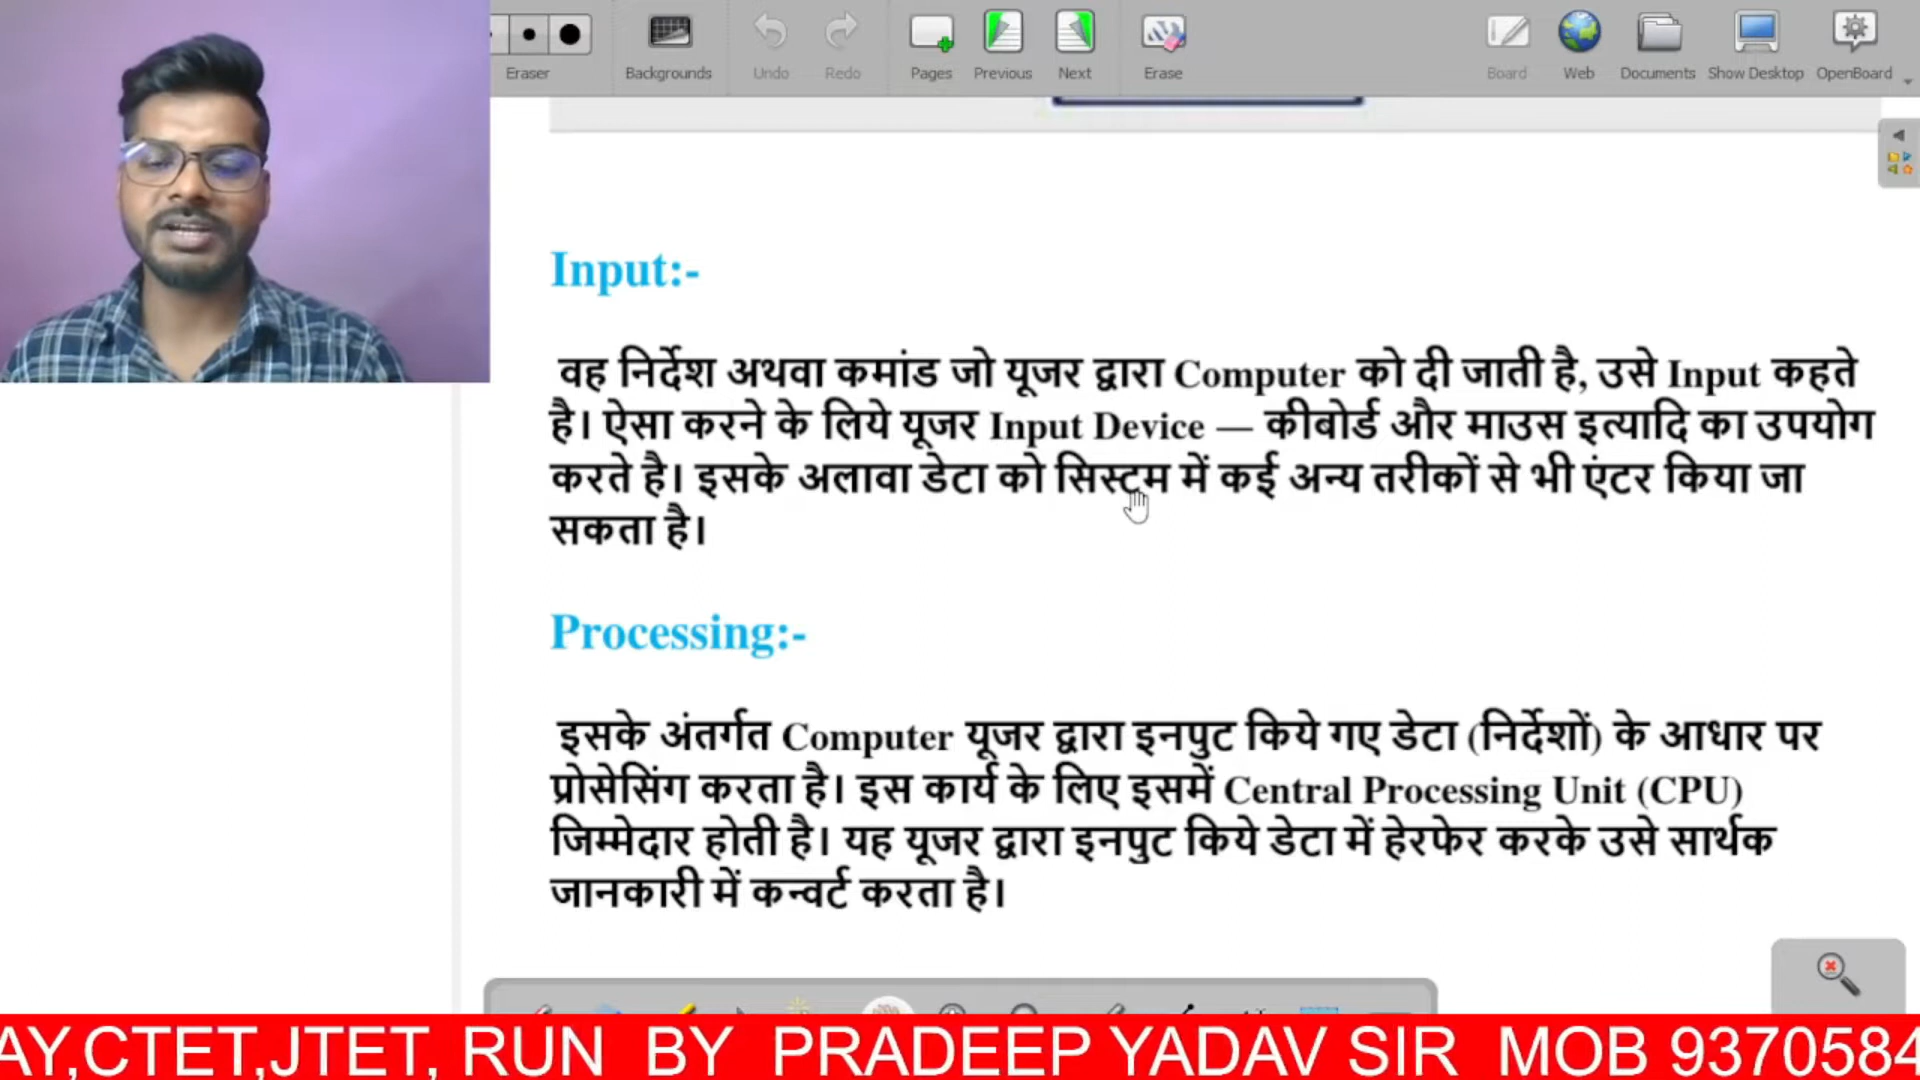 Eraser
Backgrounds
Undo
Redo
Pages
Previous
Next
Erase
Board
Web
Documents
Show Desktop
OpenBoard
Input:-
वह निर्देश अथवा कमांड जो यूजर द्वारा Computer को दी जाती है, उसे Input कहते
है। ऐसा करने के लिये यूजर Input Device — कीबोर्ड और माउस इत्यादि का उपयोग
करते है। इसके अलावा डेटा को सिस्टम में कई अन्य तरीकों से भी एंटर किया जा
सकता है।
Processing:-
इसके अंतर्गत Computer यूजर द्वारा इनपुट किये गए डेटा (निर्देशों) के आधार पर
प्रोसेसिंग करता है। इस कार्य के लिए इसमें Central Processing Unit (CPU)
जिम्मेदार होती है। यह यूजर द्वारा इनपुट किये डेटा में हेरफेर करके उसे सार्थक
जानकारी में कन्वर्ट करता है।
AY,CTET,JTET, RUN BY PRADEEP YADAV SIR MOB 9370584